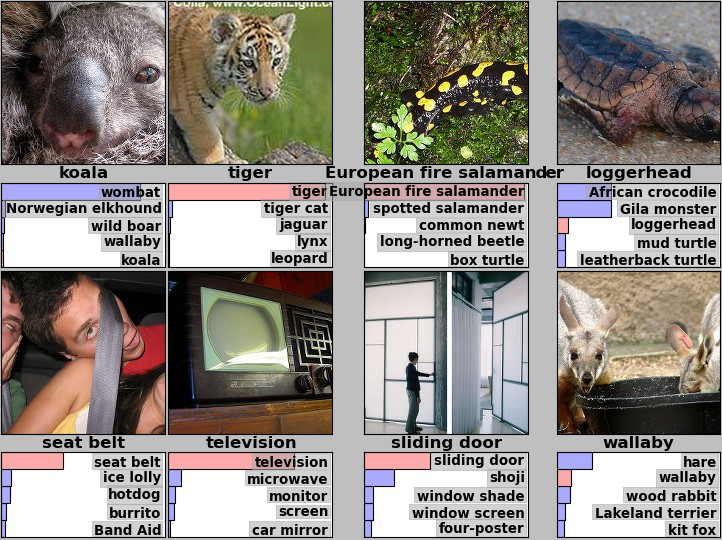 www.OceanLight.c
koala
tiger
European fire salamander
loggerhead
wombat
Norwegian elkhound
wild boar
wallaby
koala
tiger
tiger cat
jaguar
lynx
leopard
European fire salamander
spotted salamander
common newt
long-horned beetle
box turtle
African crocodile
Gila monster
loggerhead
mud turtle
leatherback turtle
seat belt
television
sliding door
wallaby
seat belt
ice lolly
hotdog
burrito
Band Aid
television
microwave
monitor
screen
car mirror
sliding door
shoji
window shade
window screen
four-poster
hare
wallaby
wood rabbit
Lakeland terrier
kit fox